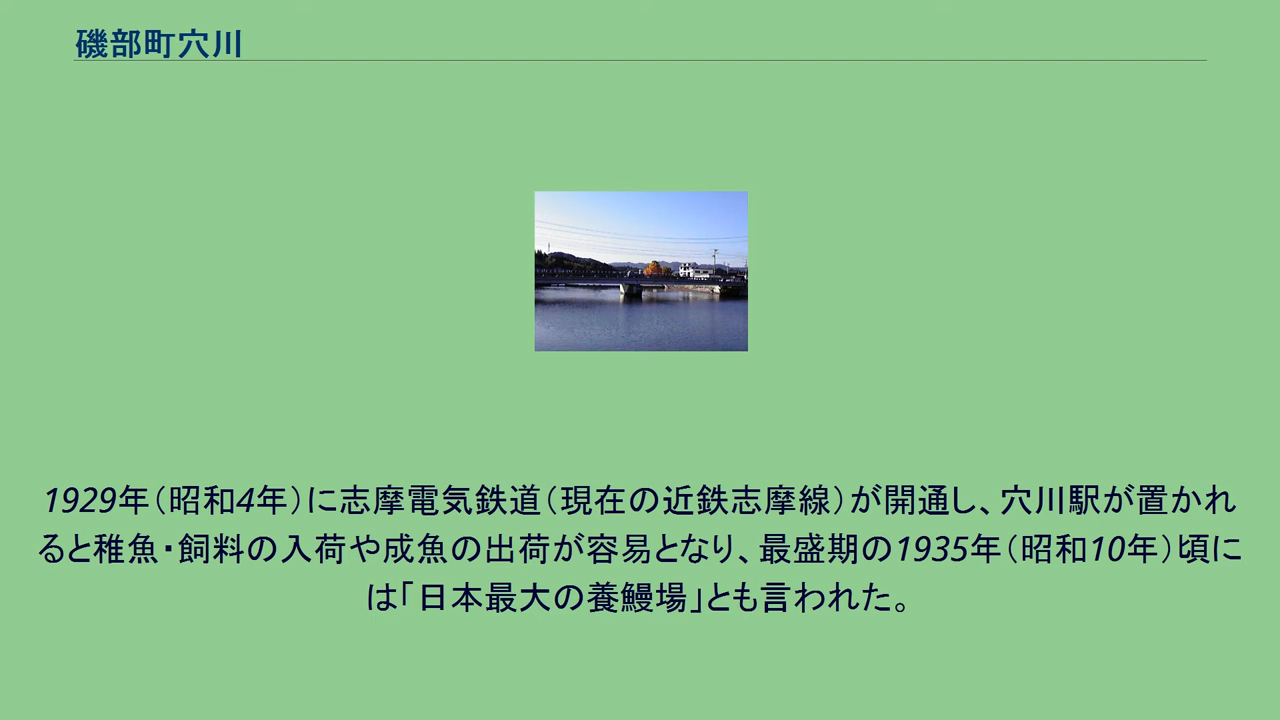 磯部町穴川
1929年（昭和4年）に志摩電気鉄道（現在の近鉄志摩線）が開通し、穴川駅が置かれ
ると稚魚・飼料の入荷や成魚の出荷が容易となり、最盛期の1935年（昭和10年）頃に
は「日本最大の養鰻場」とも言われた。